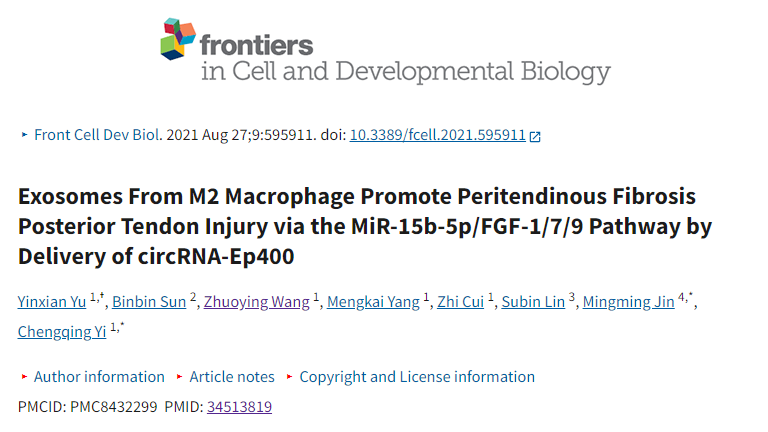 frontiers
in Cell and Developmental Biology
Front Cell Dev Biol. 2021 Aug 27;9:595911. doi: 10.3389/fcell.2021.595911
Exosomes From M2 Macrophage Promote Peritendinous Fibrosis
Posterior Tendon Injury via the MiR-15b-5p/FGF-1/7/9 Pathway by
Delivery of circRNA-Ep400
Yinxian Yu 1,†, Binbin Sun 2, Zhuoying Wang 1, Mengkai Yang 1, Zhi Cui 1, Subin Lin 3, Mingming Jin 4,*,
Chengqing Yi 1,*
Author information Article notes Copyright and License information
PMCID: PMC8432299 PMID: 34513819